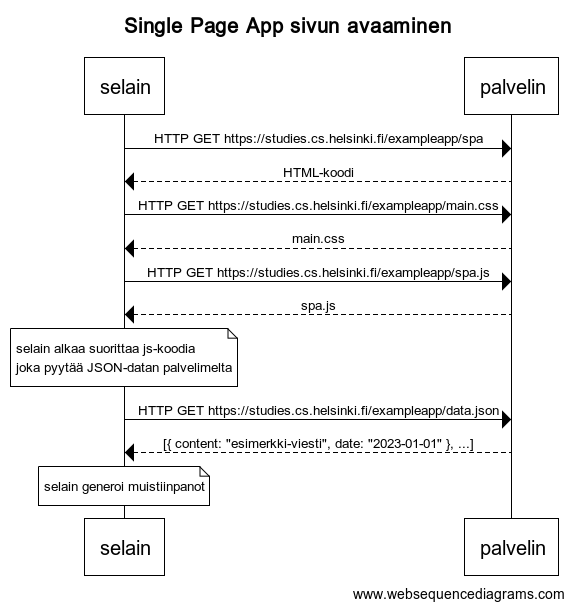 Single Page App sivun avaaminen
selain
palvelin
HTTP GET https://studies.cs.helsinki.fi/exampleapp/spa
HTML-koodi
HTTP GET https://studies.cs.helsinki.fi/exampleapp/main.css
main.css
HTTP GET https://studies.cs.helsinki.fi/exampleapp/spa.js
spa.js
selain alkaa suorittaa js-koodia
joka pyytää JSON-datan palvelimelta
HTTP GET https://studies.cs.helsinki.fi/exampleapp/data.json
[{ content: "esimerkki-viesti", date: "2023-01-01" }, ...]
selain generoi muistiinpanot
selain
palvelin
www.websequencediagrams.com